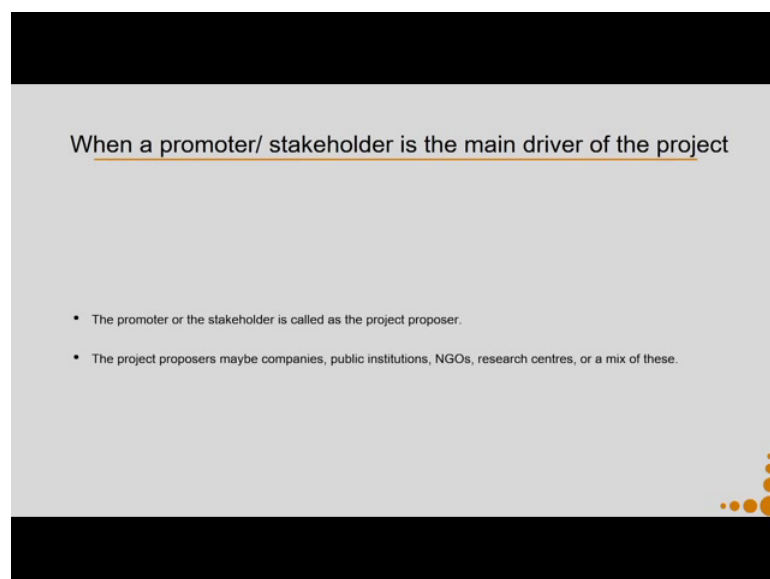 When a promoter/ stakeholder is the main driver of the project
• The promoter or the stakeholder is called as the project proposer.
• The project proposers maybe companies, public institutions, NGOs, research centres, or a mix of these.